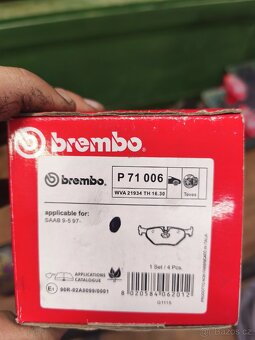 brembo
brembo
P 71 006
WVA 21934 TH 16.30
Teves
applicable for:
SAAB 9-5 97-
1 Set / 4 Pcs.
APPLICATIONS
CATALOGUE
E1 90R-02A0099/0001
8 020584 062012
G1115